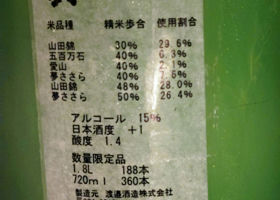 米品種 精米歩合 使用割合
山田錦 30% 29.6%
五百万石 40% 6.3%
愛山 40% 2.1%
夢ささら 40% 7.6%
山田錦 48% 28.0%
夢ささら 50% 26.4%
アルコール 15%
日本酒度 +1
酸度 1.4
数量限定品
1.8L 188本
720ml 360本
製造元 渡邉酒造株式会社